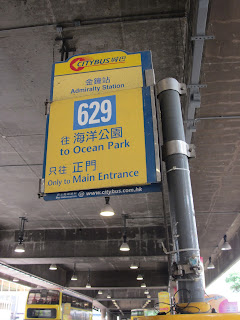 CITYBUS 城巴
金鐘站
Admiralty Station
629
往 海洋公園
to Ocean Park
只往 正門
Only to Main Entrance
@ www.citybus.com.hk